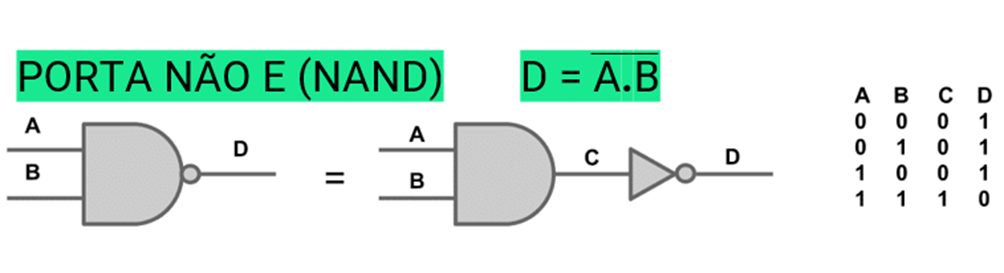 PORTA NÃO E (NAND)
D = A̅.B̅
A
B
D
=
A
B
C
D
A B C D
0 0 0 1
0 1 0 1
1 0 0 1
1 1 1 0